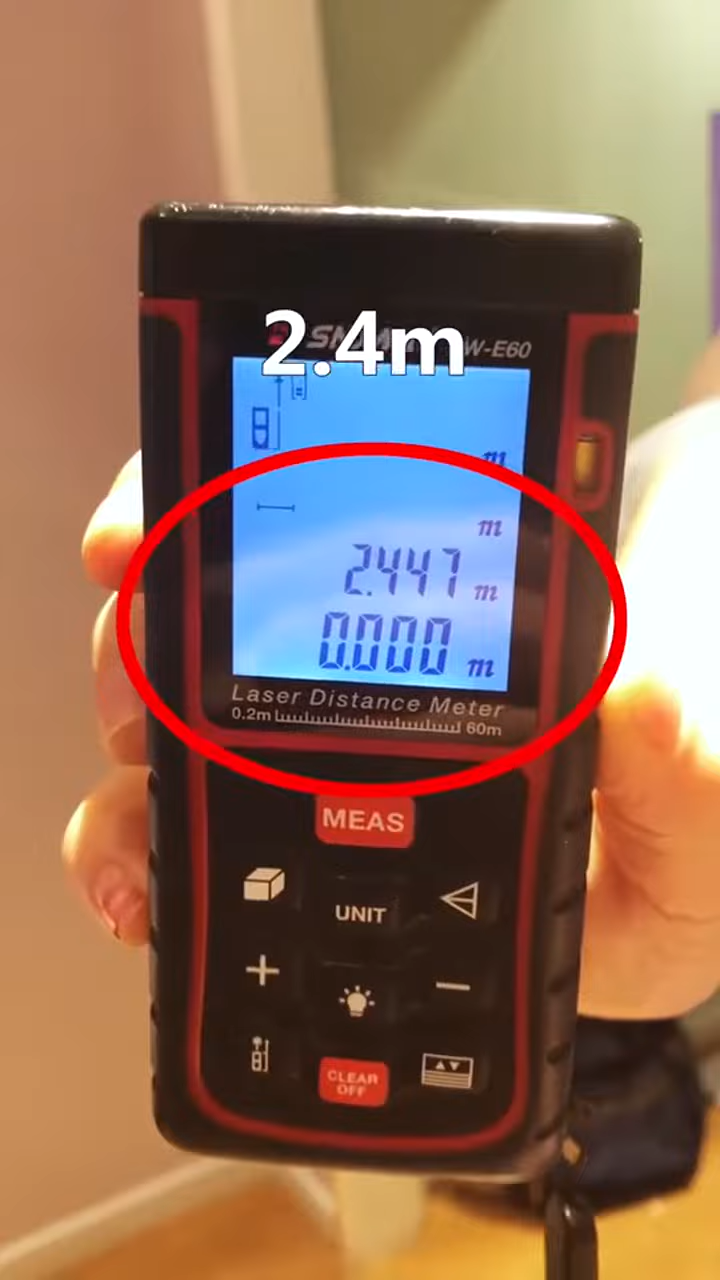 2.4m
W-E60
m
m
2.447 m
0.000 m
Laser Distance Meter
0.2m 60m
MEAS
UNIT
CLEAR
OFF